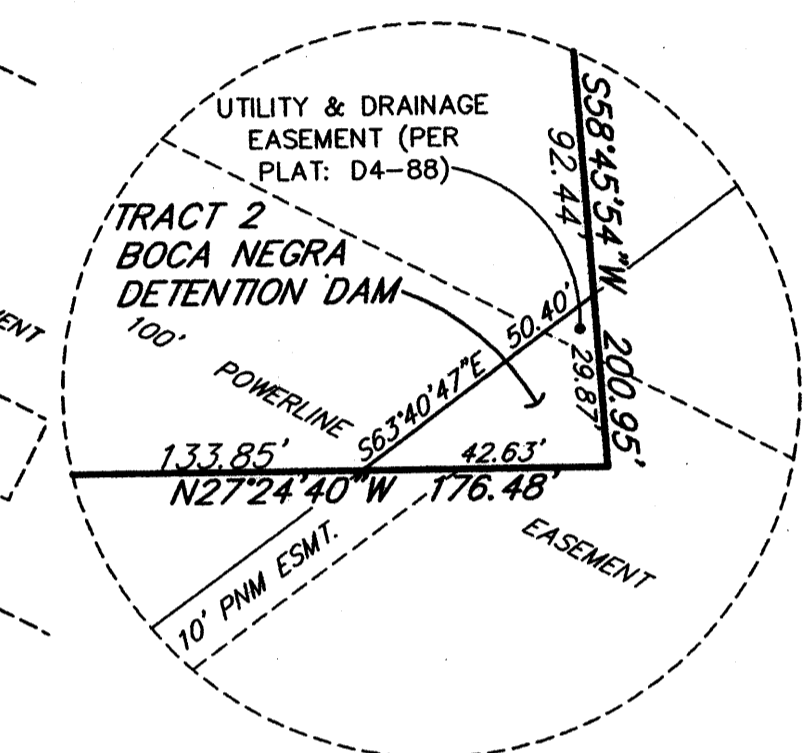 UTILITY & DRAINAGE
EASEMENT (PER
PLAT: D4-88)
TRACT 2
BOCA NEGRA
DETENTION DAM
S58°45'54"W 200.95'
92.44'
29.87'
50.40'
S63°40'47"E
100' POWERLINE
EASEMENT
133.85'
42.63'
N27°24'40"W 176.48'
10' PNM ESMT.